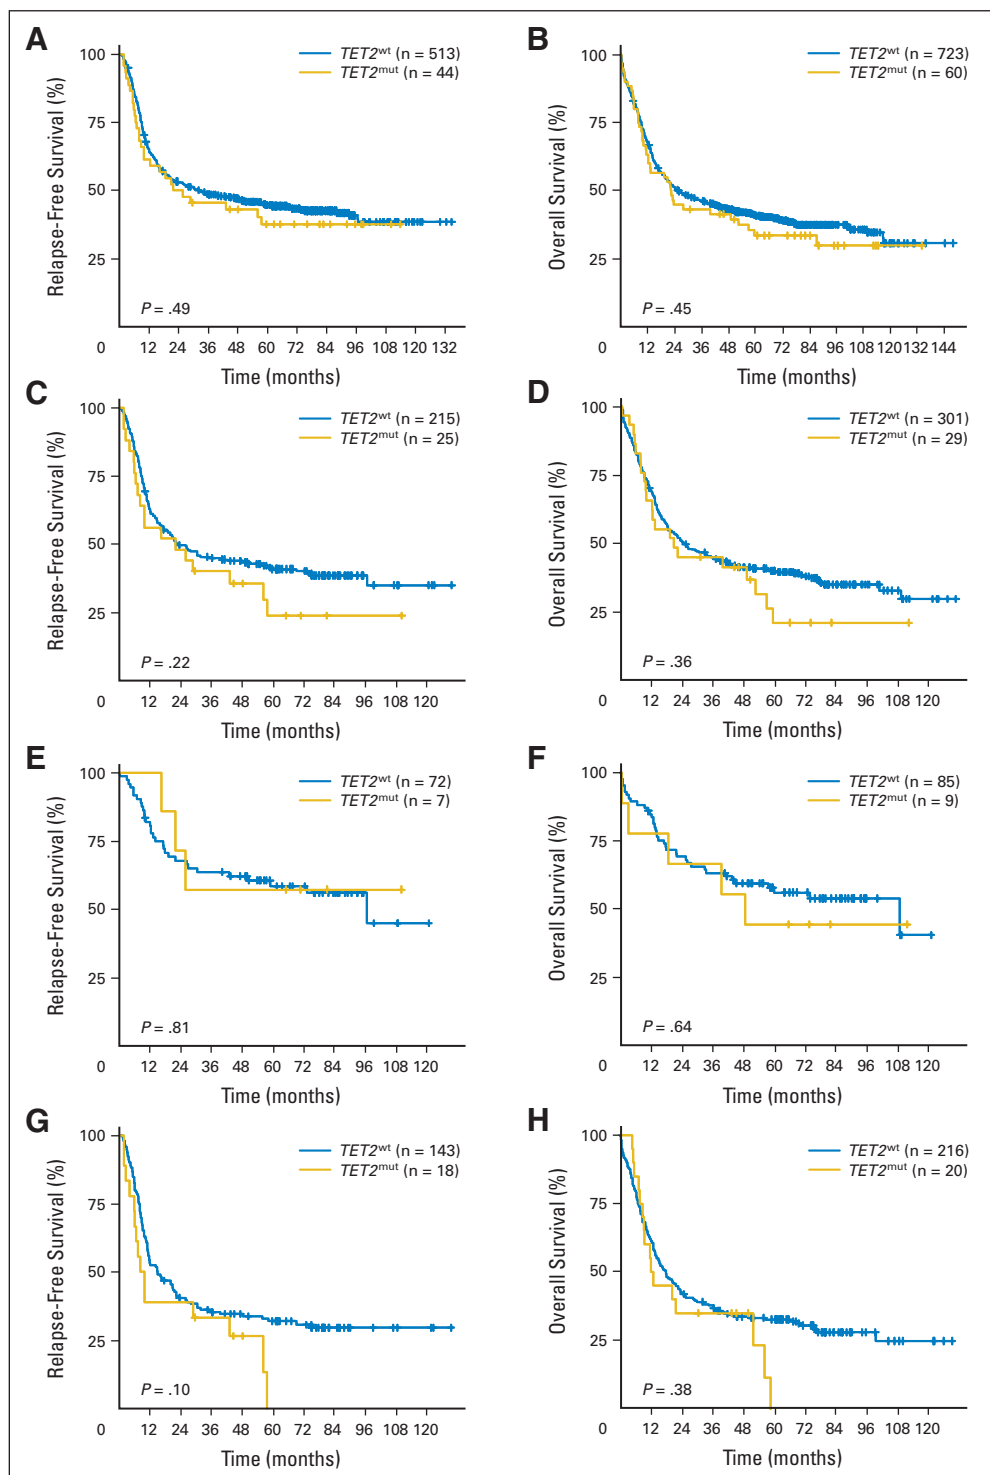 A
Relapse-Free Survival (%)
100
75
50
25
0
TET2wt (n = 513)
TET2mut (n = 44)
P = .49
12 24 36 48 60 72 84 96 108 120 132
Time (months)
B
Overall Survival (%)
100
75
50
25
0
TET2wt (n = 723)
TET2mut (n = 60)
P = .45
12 24 36 48 60 72 84 96 108 120 132 144
Time (months)
C
Relapse-Free Survival (%)
100
75
50
25
0
TET2wt (n = 215)
TET2mut (n = 25)
P = .22
12 24 36 48 60 72 84 96 108 120
Time (months)
D
Overall Survival (%)
100
75
50
25
0
TET2wt (n = 301)
TET2mut (n = 29)
P = .36
12 24 36 48 60 72 84 96 108 120
Time (months)
E
Relapse-Free Survival (%)
100
75
50
25
0
TET2wt (n = 72)
TET2mut (n = 7)
P = .81
12 24 36 48 60 72 84 96 108 120
Time (months)
F
Overall Survival (%)
100
75
50
25
0
TET2wt (n = 85)
TET2mut (n = 9)
P = .64
12 24 36 48 60 72 84 96 108 120
Time (months)
G
Relapse-Free Survival (%)
100
75
50
25
0
TET2wt (n = 143)
TET2mut (n = 18)
P = .10
12 24 36 48 60 72 84 96 108 120
Time (months)
H
Overall Survival (%)
100
75
50
25
0
TET2wt (n = 216)
TET2mut (n = 20)
P = .38
12 24 36 48 60 72 84 96 108 120
Time (months)